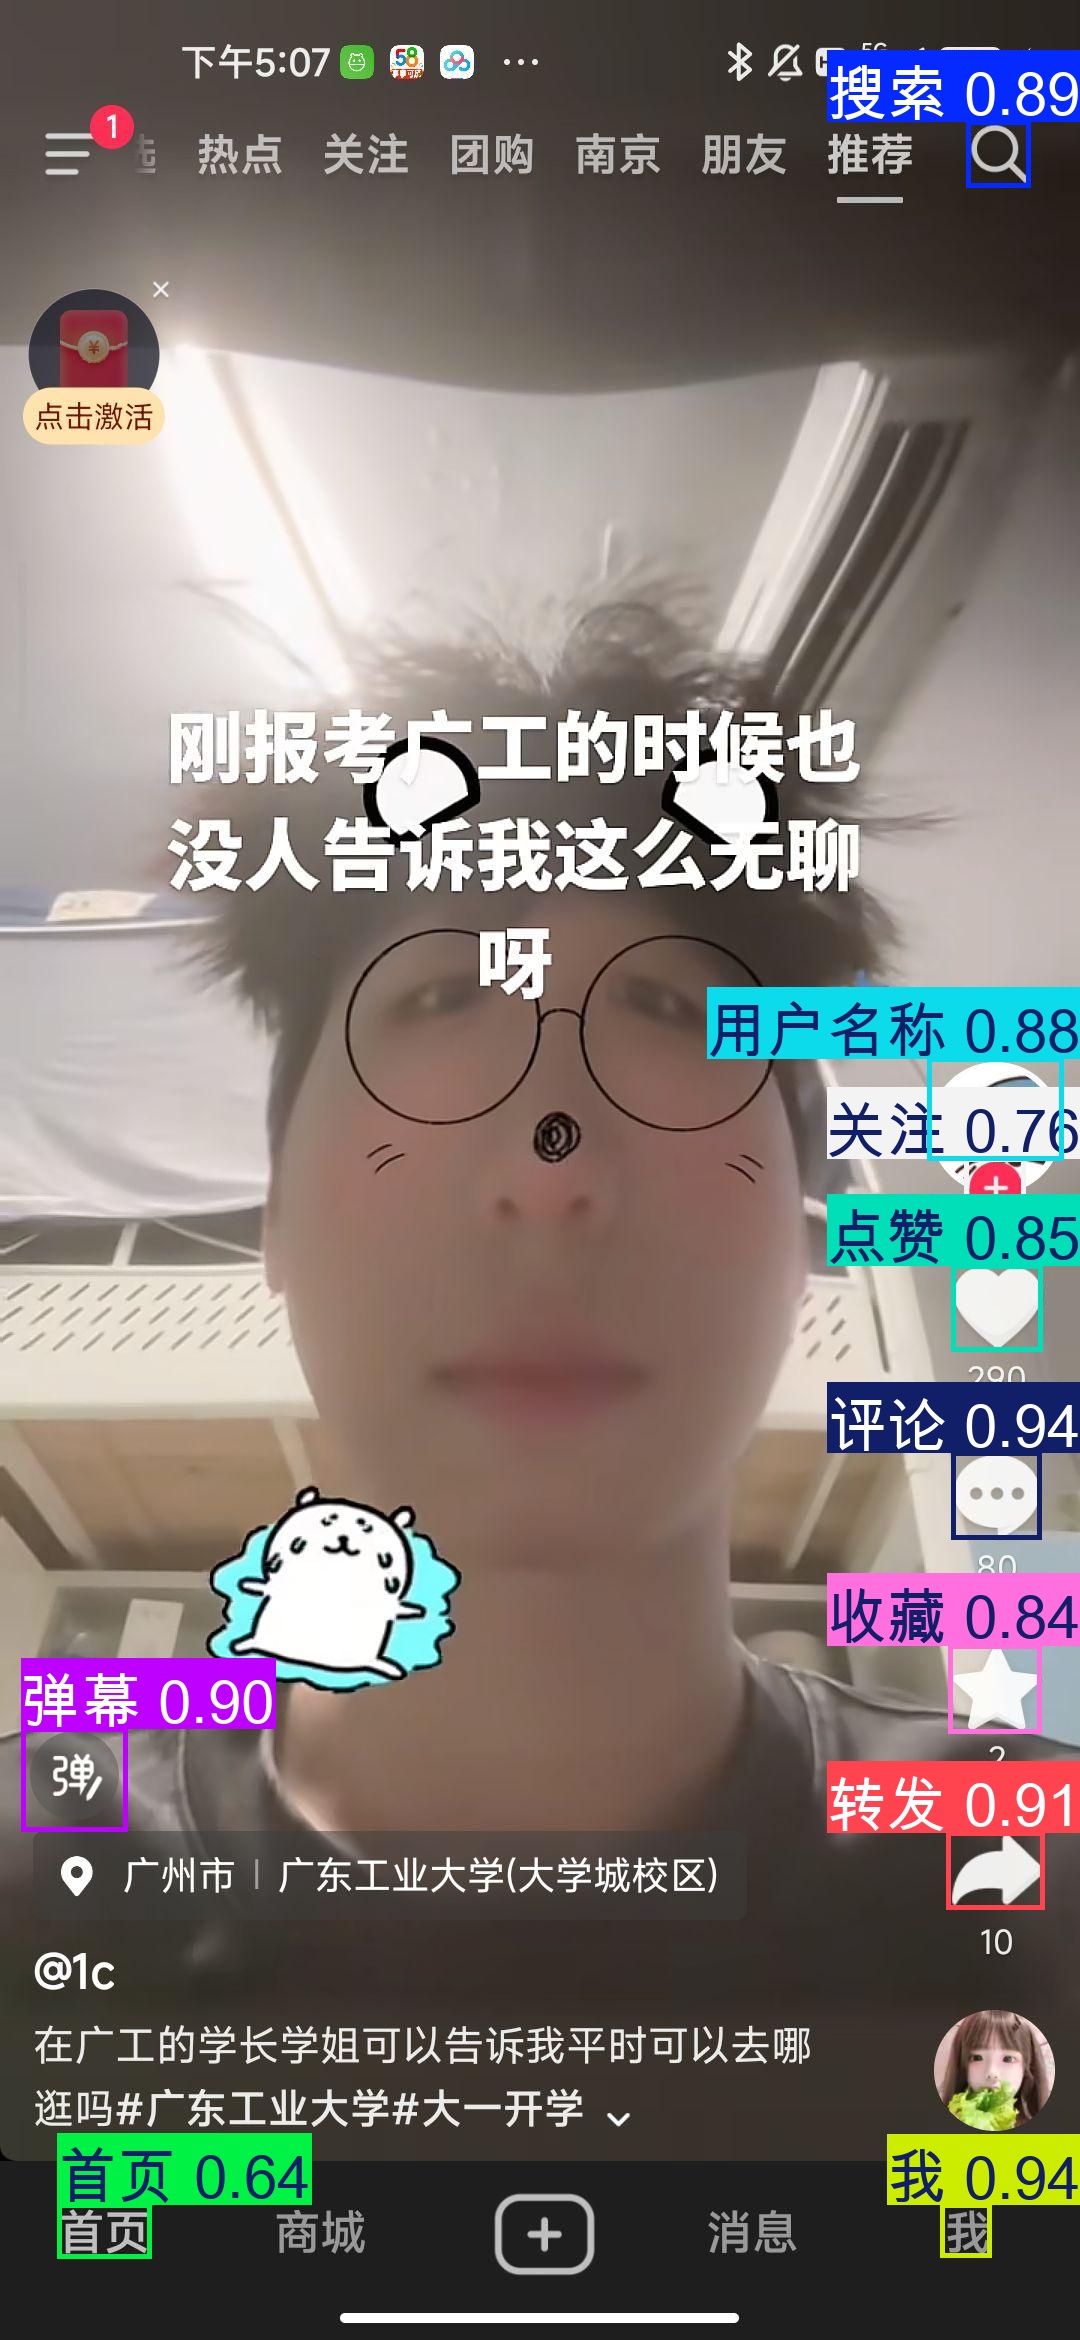 下午5:07
搜索 0.89
1
热点 关注 团购 南京 朋友 推荐
点击激活
刚报考广工的时候也
没人告诉我这么无聊
呀
用户名称 0.88
关注 0.76
点赞 0.85
290
评论 0.94
80
收藏 0.84
2
弹幕 0.90
弹
转发 0.91
10
广州市 | 广东工业大学(大学城校区)
@1c
在广工的学长学姐可以告诉我平时可以去哪
逛吗#广东工业大学#大一开学
首页 0.64
我 0.94
首页 商城 消息 我